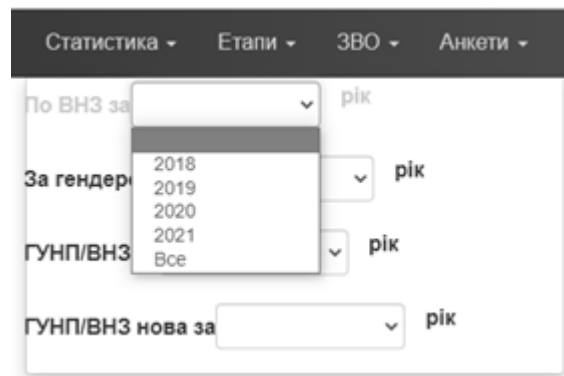 Статистика Етапи ЗВО Анкети
По ВНЗ за рік
2018
За гендер рік
2019
2020
2021
ГУНП/ВНЗ рік
Все
ГУНП/ВНЗ нова за рік